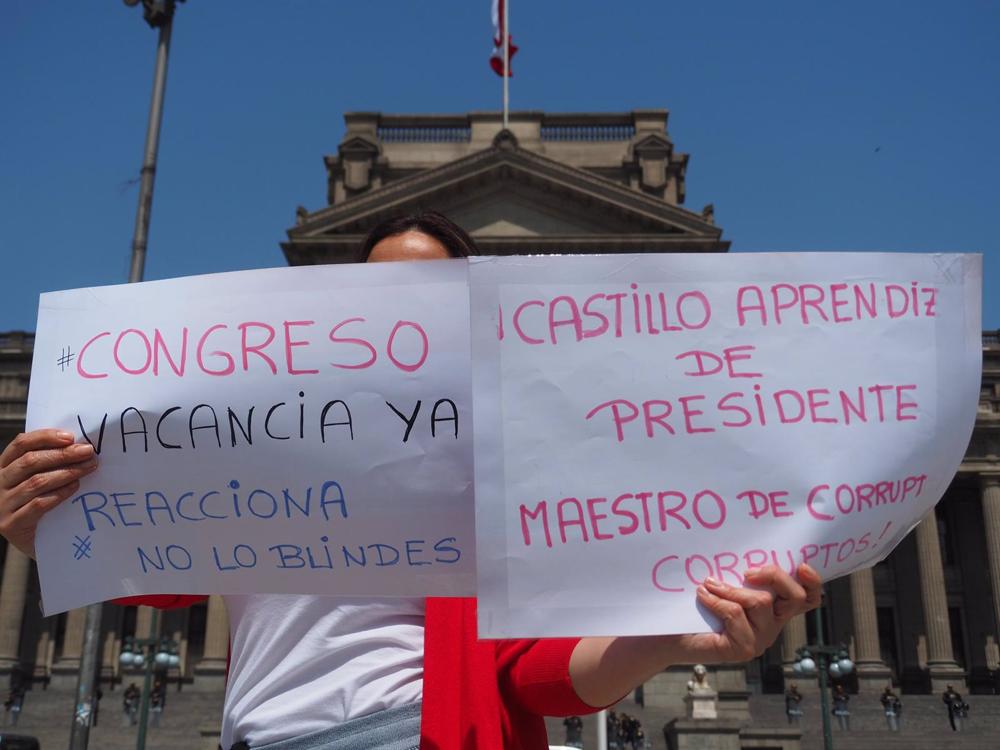 #CONGRESO
VACANCIA YA
REACCIONA
# NO LO BLINDES
¡CASTILLO APRENDIZ
DE
PRESIDENTE
MAESTRO DE CORRUPT
CORRUPTOS!